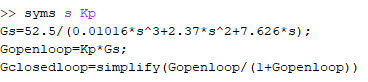 >> syms s Kp
Gs=52.5/(0.01016*s^3+2.37*s^2+7.626*s);
Gopenloop=Kp*Gs;
Gclosedloop=simplify(Gopenloop/(1+Gopenloop))